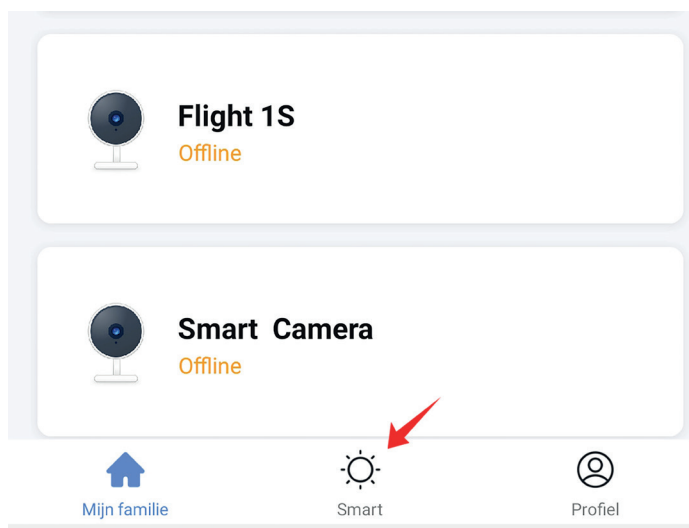 Flight 1S
Offline
Smart Camera
Offline
Mijn familie
Smart
Profiel